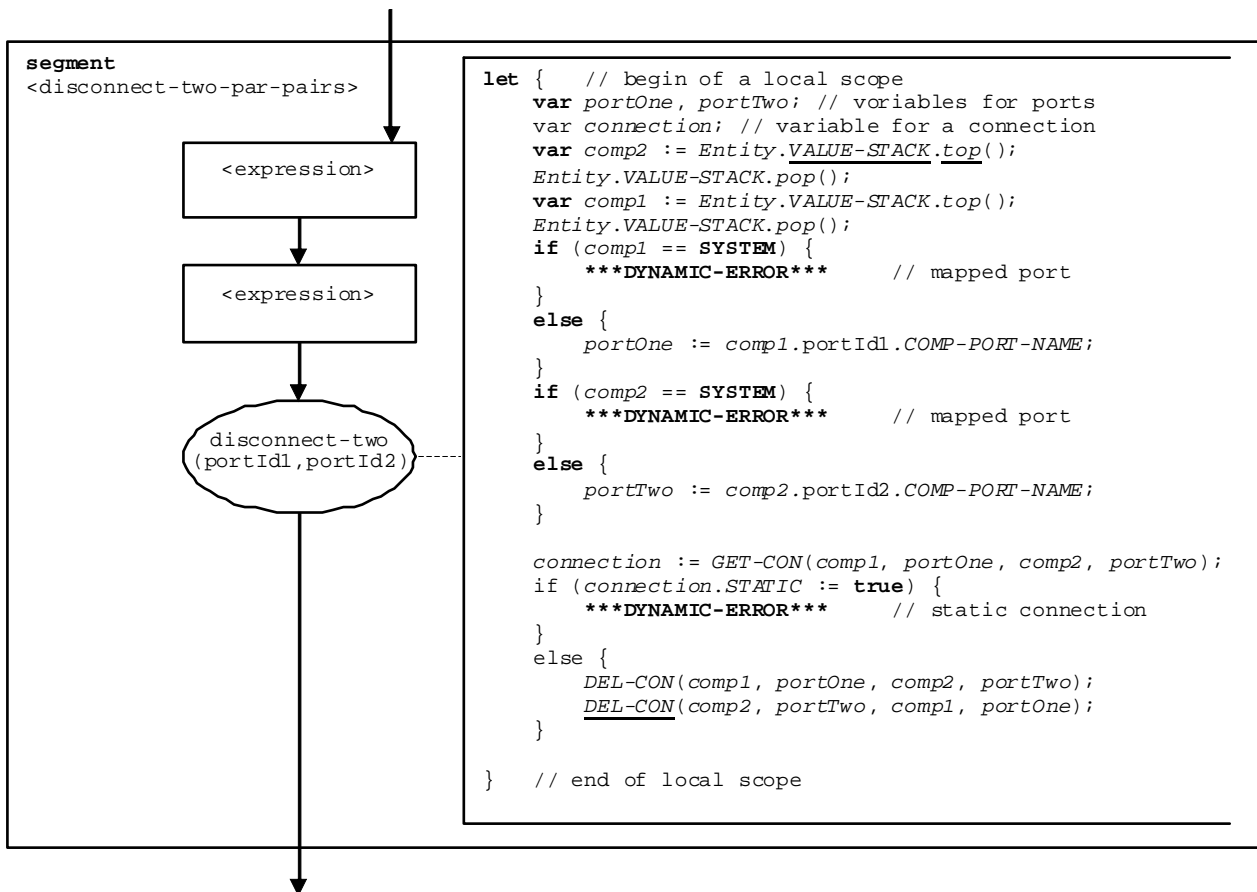 segment
<disconnect-two-par-pairs>
<expression>
<expression>
disconnect-two
(portId1,portId2)
let {   // begin of a local scope
var portOne, portTwo; // voriables for ports
var connection; // variable for a connection
var comp2 := Entity.VALUE-STACK.top();
Entity.VALUE-STACK.pop();
var comp1 := Entity.VALUE-STACK.top();
Entity.VALUE-STACK.pop();
if (comp1 == SYSTEM) {
***DYNAMIC-ERROR***     // mapped port
}
else {
portOne := comp1.portId1.COMP-PORT-NAME;
}
if (comp2 == SYSTEM) {
***DYNAMIC-ERROR***     // mapped port
}
else {
portTwo := comp2.portId2.COMP-PORT-NAME;
}
connection := GET-CON(comp1, portOne, comp2, portTwo);
if (connection.STATIC := true) {
***DYNAMIC-ERROR***     // static connection
}
else {
DEL-CON(comp1, portOne, comp2, portTwo);
DEL-CON(comp2, portTwo, comp1, portOne);
}
}   // end of local scope